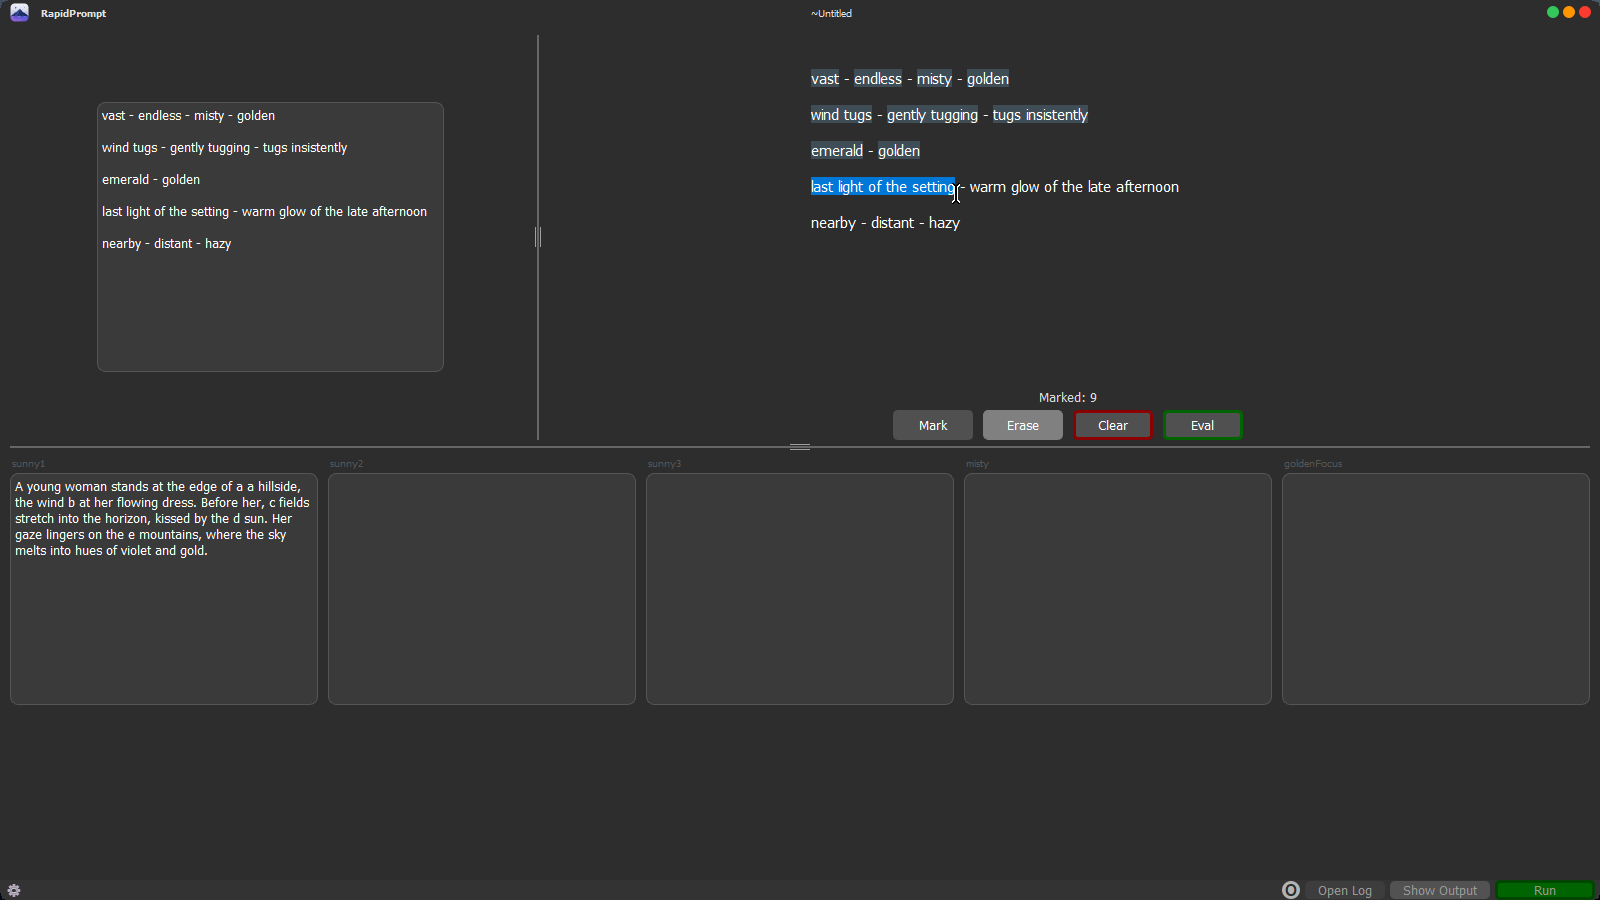 RapidPrompt
~Untitled
vast - endless - misty - golden
wind tugs - gently tugging - tugs insistently
emerald - golden
last light of the setting - warm glow of the late afternoon
nearby - distant - hazy
vast - endless - misty - golden
wind tugs - gently tugging - tugs insistently
emerald - golden
last light of the setting - warm glow of the late afternoon
nearby - distant - hazy
Marked: 9
Mark
Erase
Clear
Eval
sunny1
A young woman stands at the edge of a a hillside,
the wind b at her flowing dress. Before her, c fields
stretch into the horizon, kissed by the d sun. Her
gaze lingers on the e mountains, where the sky
melts into hues of violet and gold.
sunny2
sunny3
misty
goldenFocus
Open Log
Show Output
Run